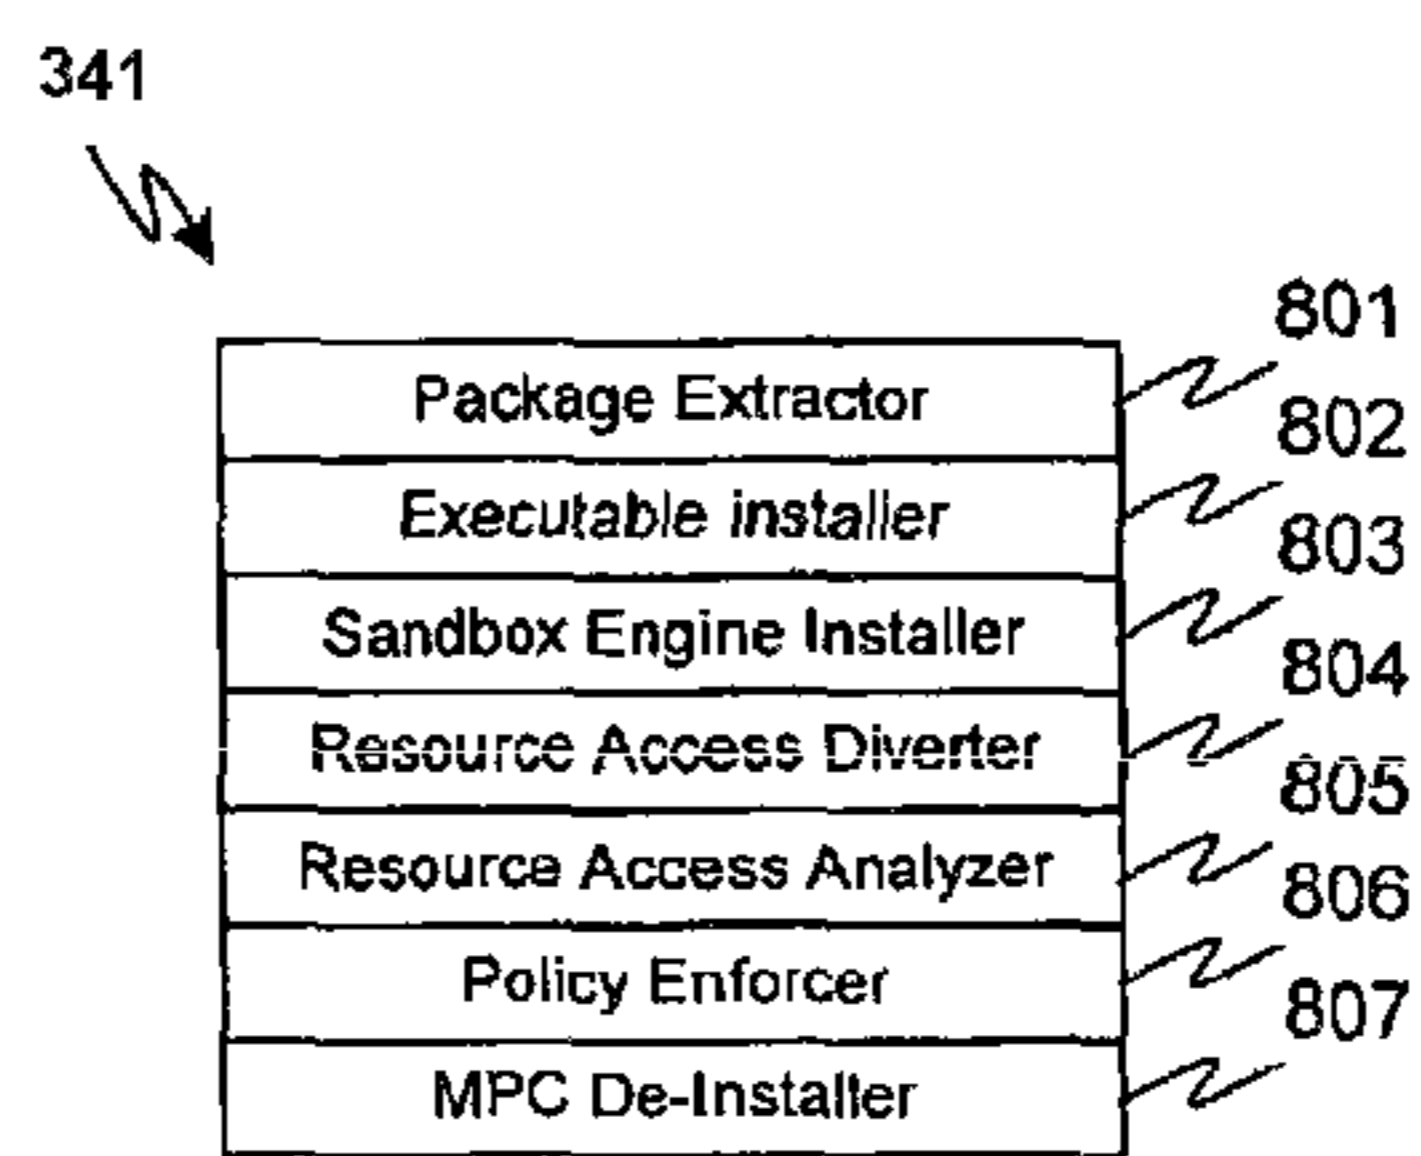 341
801
Package Extractor
802
Executable installer
803
Sandbox Engine Installer
804
Resource Access Diverter
805
Resource Access Analyzer
806
Policy Enforcer
807
MPC De-Installer